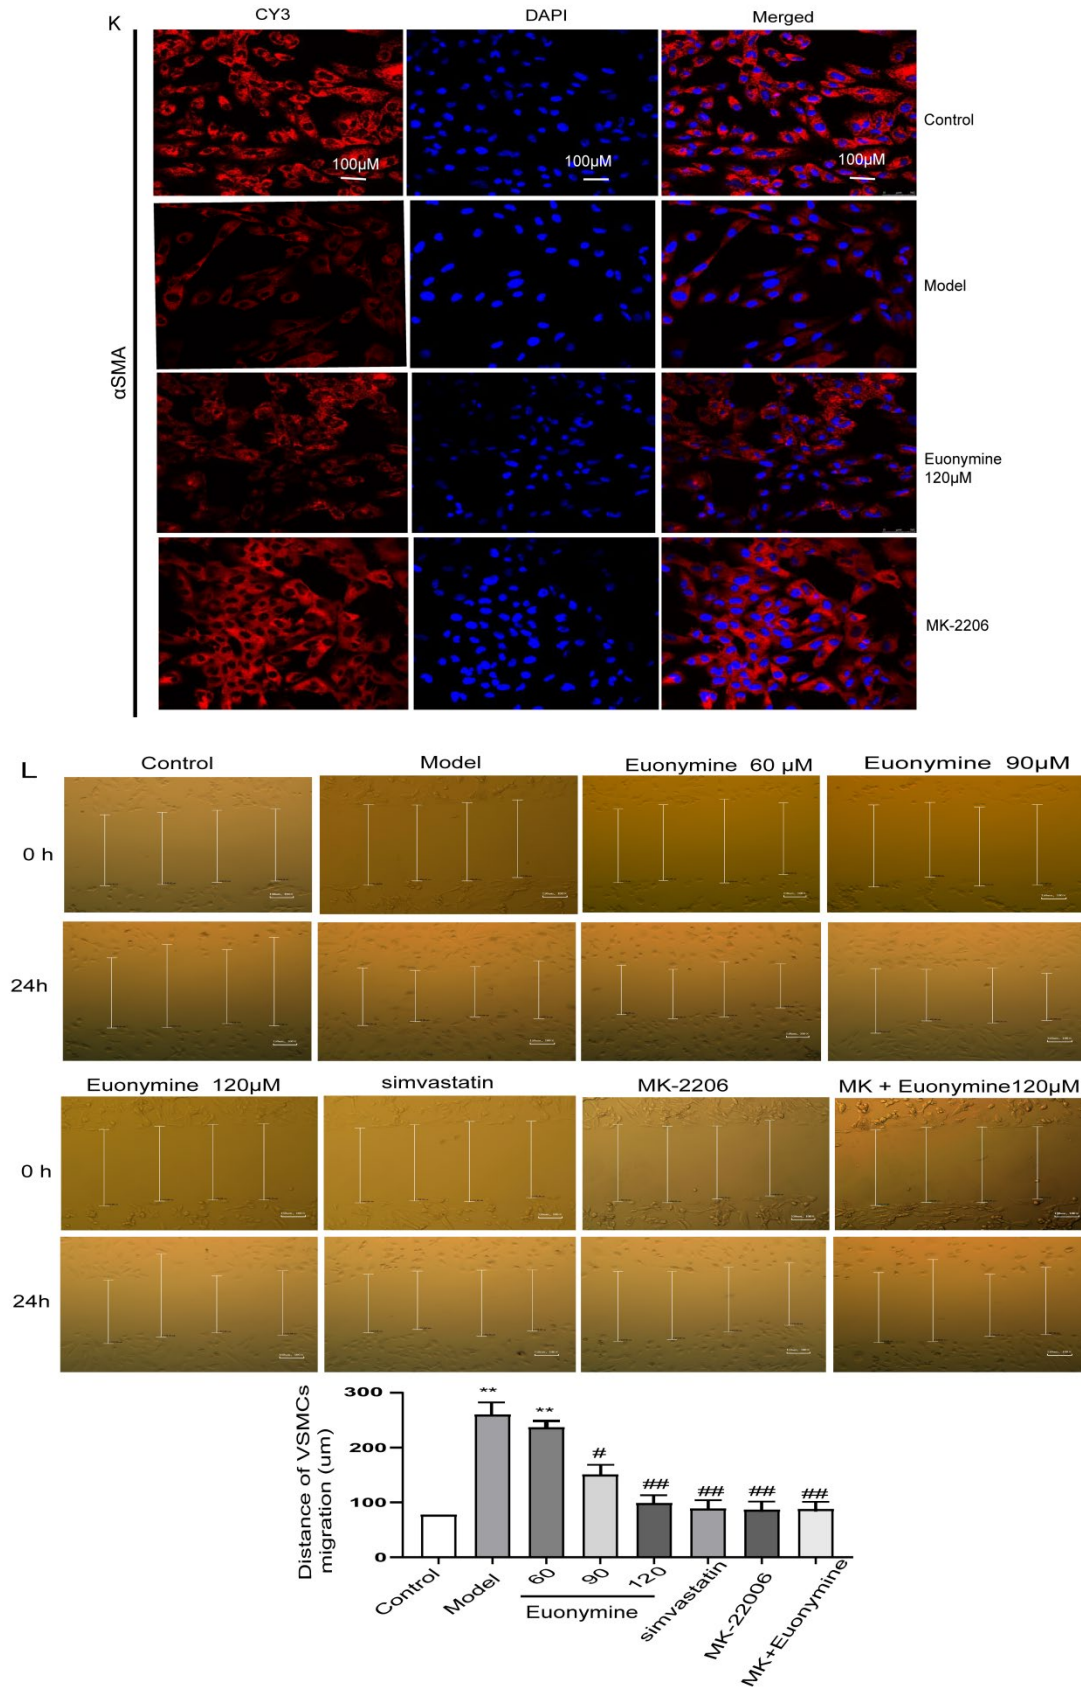 K
CY3 DAPI Merged
100µM 100µM 100µM
Control
Model
αSMA
Euonymine
120µM
MK-2206
L
Control Model Euonymine 60 µM Euonymine 90µM
0 h
24h
Euonymine 120µM simvastatin MK-2206 MK + Euonymine120µM
0 h
24h
Distance of VSMCs
migration (um)
300
200
100
0
** ** # ## ## ## ##
Control Model 60 90 120 simvastatin MK-22006 MK+Euonymine
Euonymine